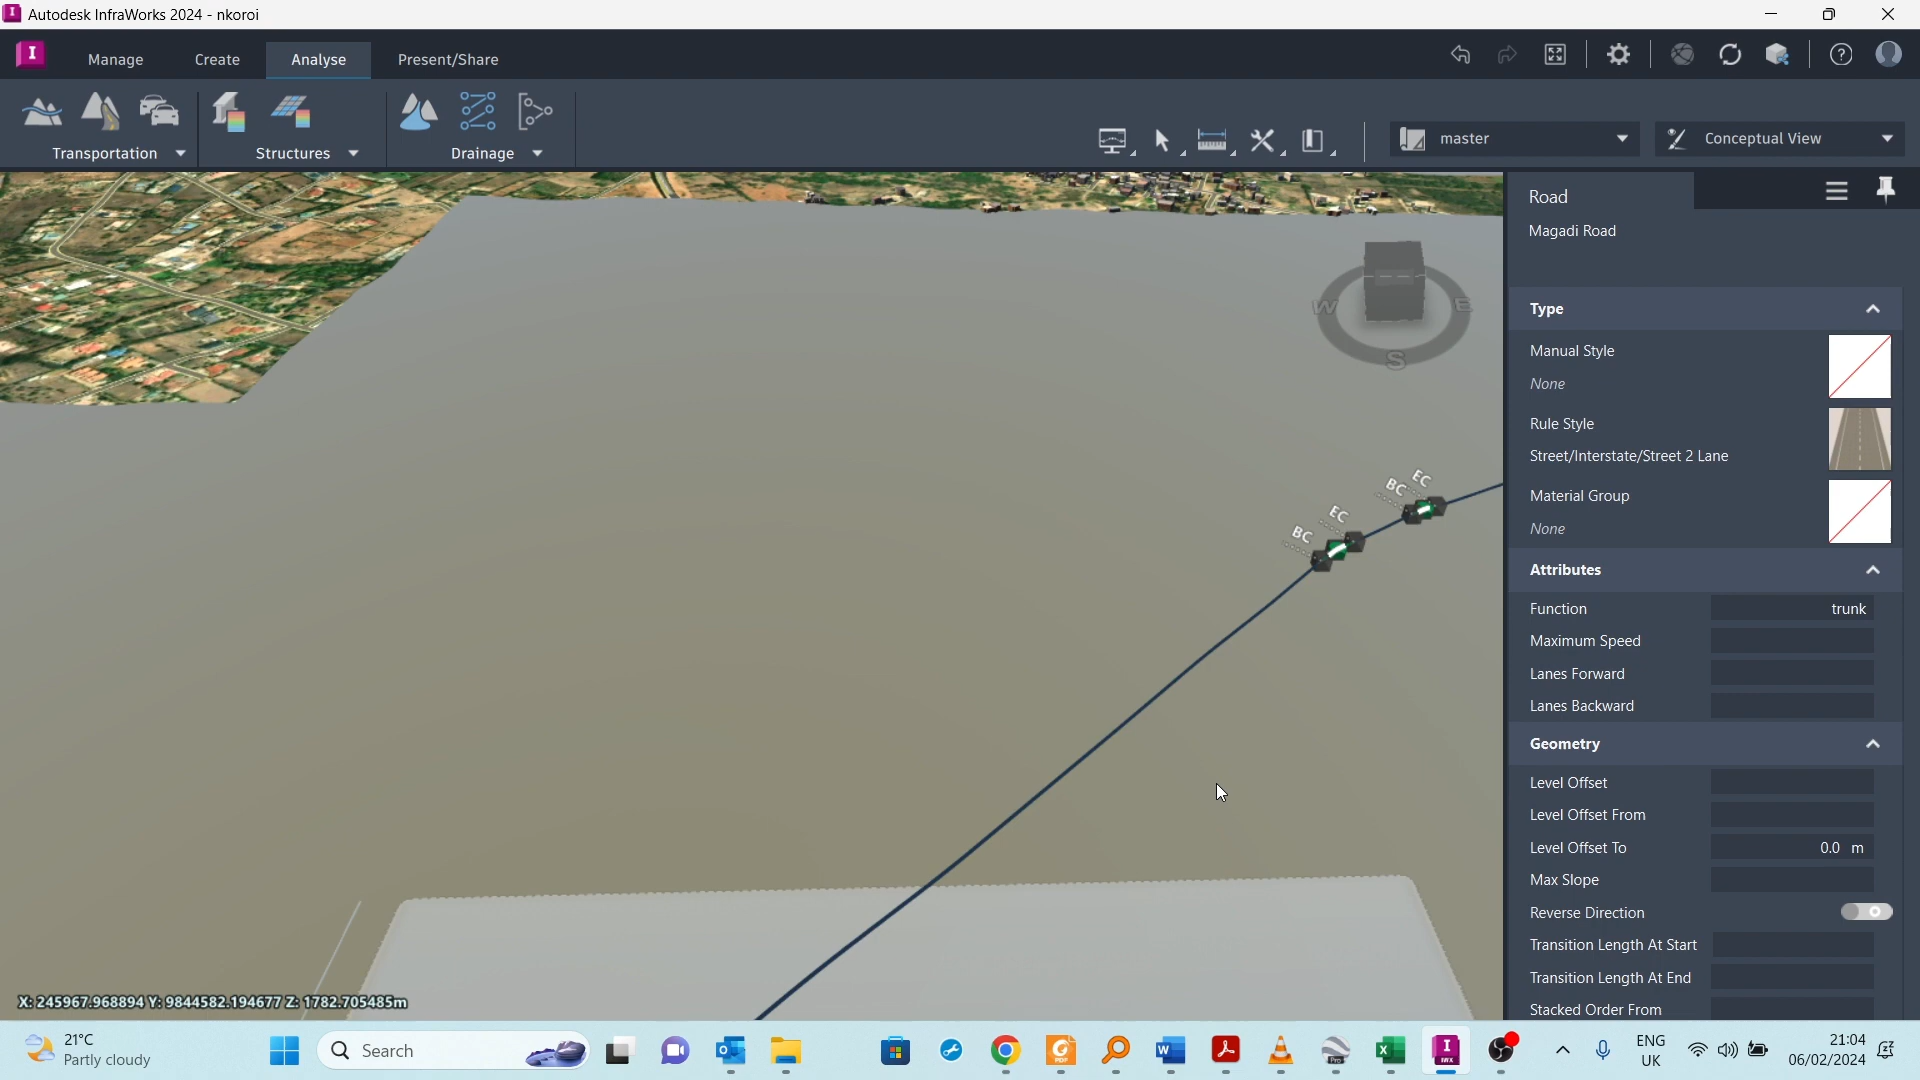 Autodesk InfraWorks 2024 - nkoroi
I
Manage
Create
Analyse
Present/Share
Transportation
Structures
Drainage
master
Conceptual View
Road
Magadi Road
W
E
S
BC
EC
BC
EC
Type
Manual Style
None
Rule Style
Street/Interstate/Street 2 Lane
Material Group
None
Attributes
Function trunk
Maximum Speed
Lanes Forward
Lanes Backward
Geometry
Level Offset
Level Offset From
Level Offset To 0.0 m
Max Slope
Reverse Direction
Transition Length At Start
Transition Length At End
Stacked Order From
X: 245967.968894 Y: 9844582.194677 Z: 1782.705485m
21°C
Partly cloudy
Search
ENG
UK
21:04
06/02/2024